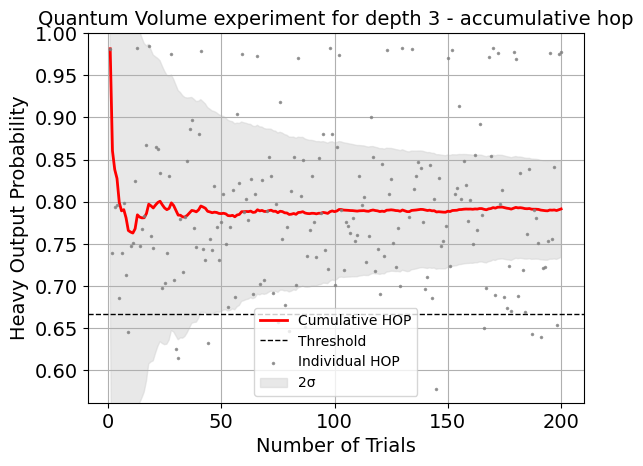 Quantum Volume experiment for depth 3 - accumulative hop
1.00
0.95
0.90
0.85
0.80
0.75
0.70
0.65
0.60
Heavy Output Probability
Cumulative HOP
Threshold
Individual HOP
2σ
0 50 100 150 200
Number of Trials